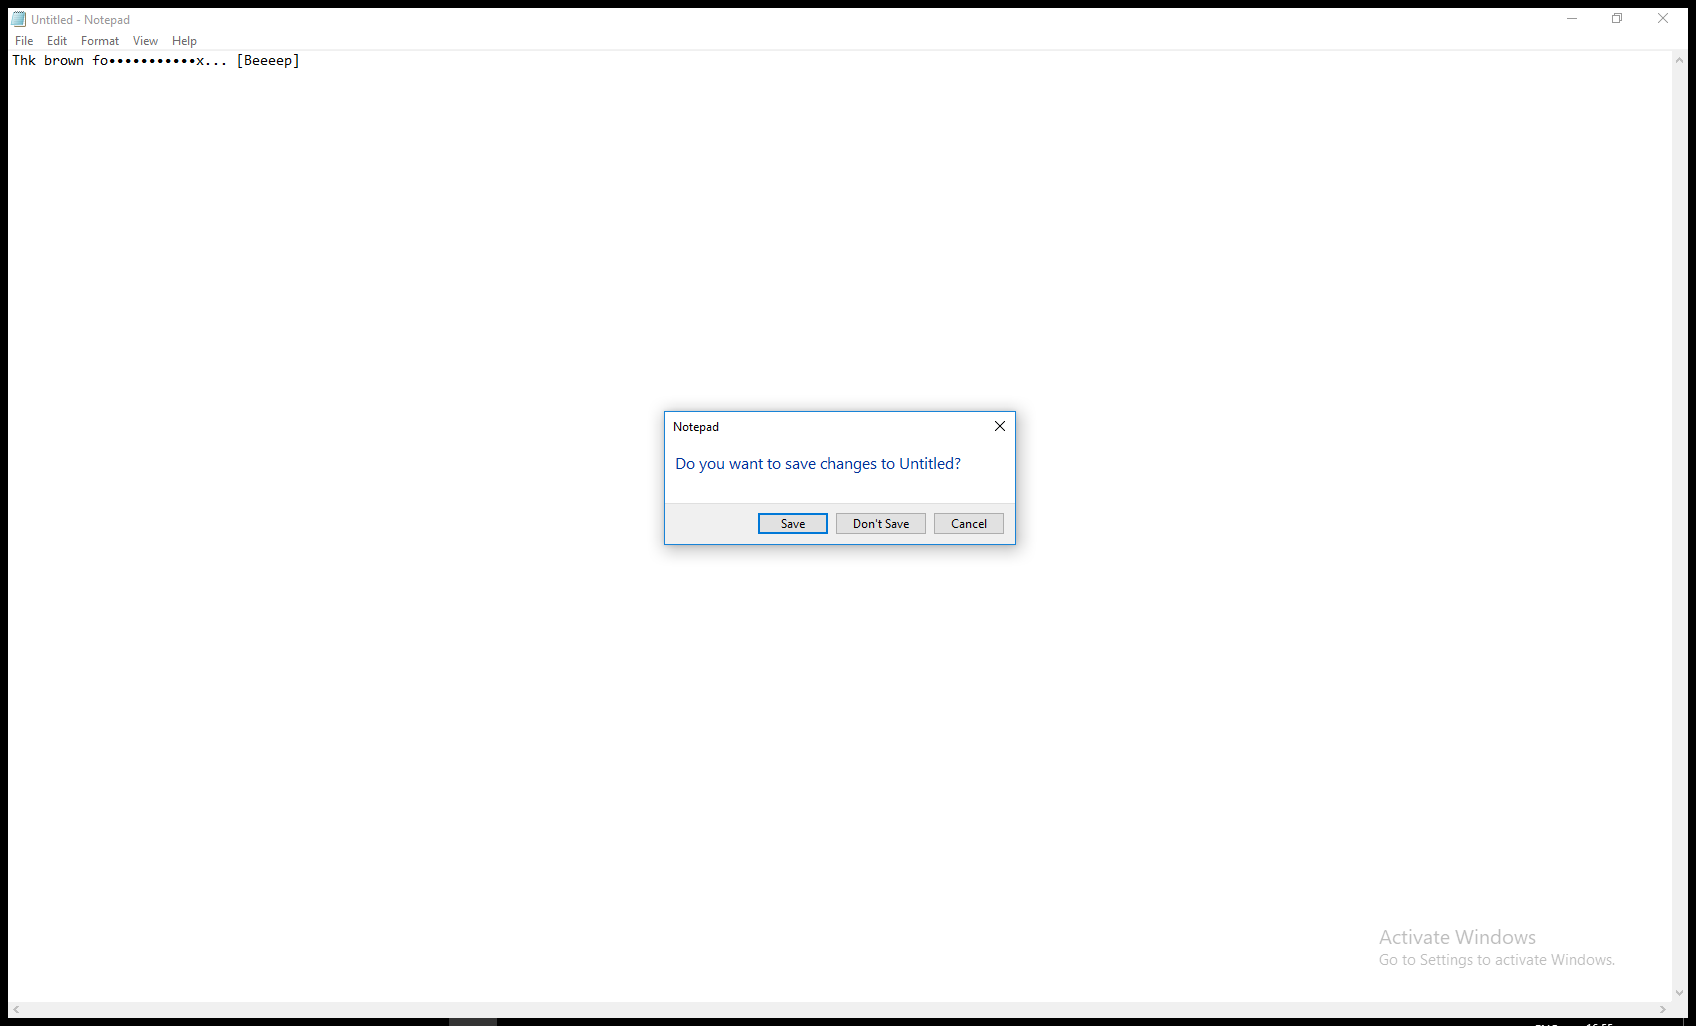 Untitled - Notepad
File Edit Format View Help
Thk brown fo•••••••••••x... [Beeeep]
Notepad
Do you want to save changes to Untitled?
Save Don't Save Cancel
Activate Windows
Go to Settings to activate Windows.